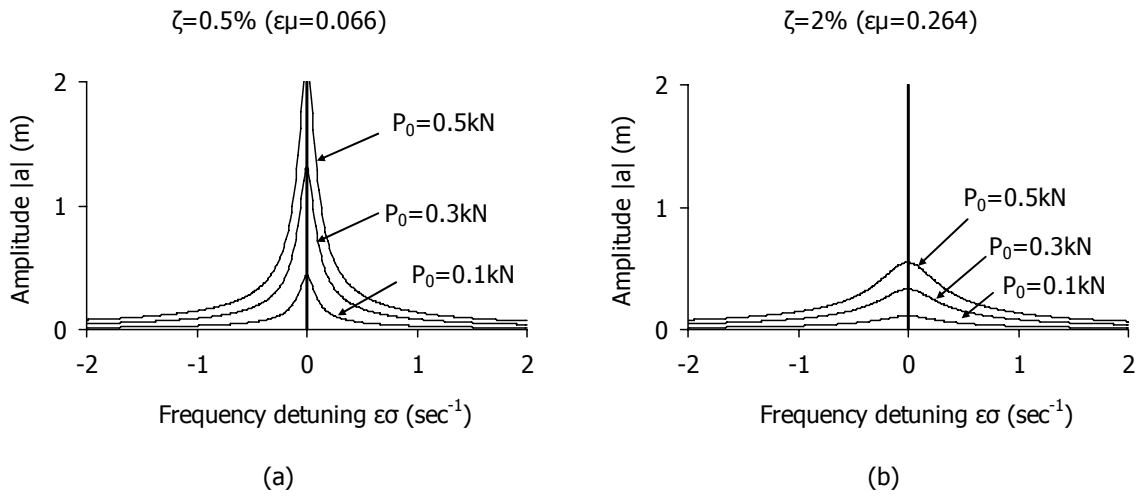 ζ=0.5% (εμ=0.066)
2
1
0
Amplitude |a| (m)
P₀=0.5kN
P₀=0.3kN
P₀=0.1kN
-2 -1 0 1 2
Frequency detuning εσ (sec⁻¹)
(a)
ζ=2% (εμ=0.264)
2
1
0
Amplitude |a| (m)
P₀=0.5kN
P₀=0.3kN
P₀=0.1kN
-2 -1 0 1 2
Frequency detuning εσ (sec⁻¹)
(b)